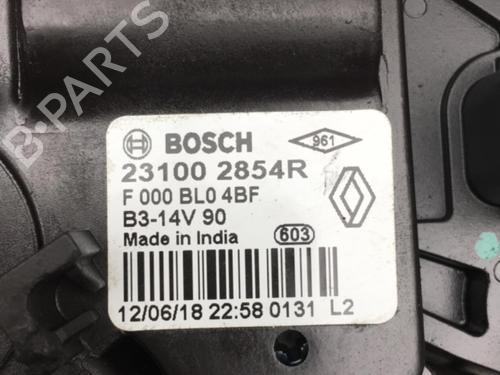 B-PARTS
BOSCH
961
23100 2854R
F 000 BL0 4BF
B3-14V 90
Made in India
603
12/06/18 22:58 0131 L2